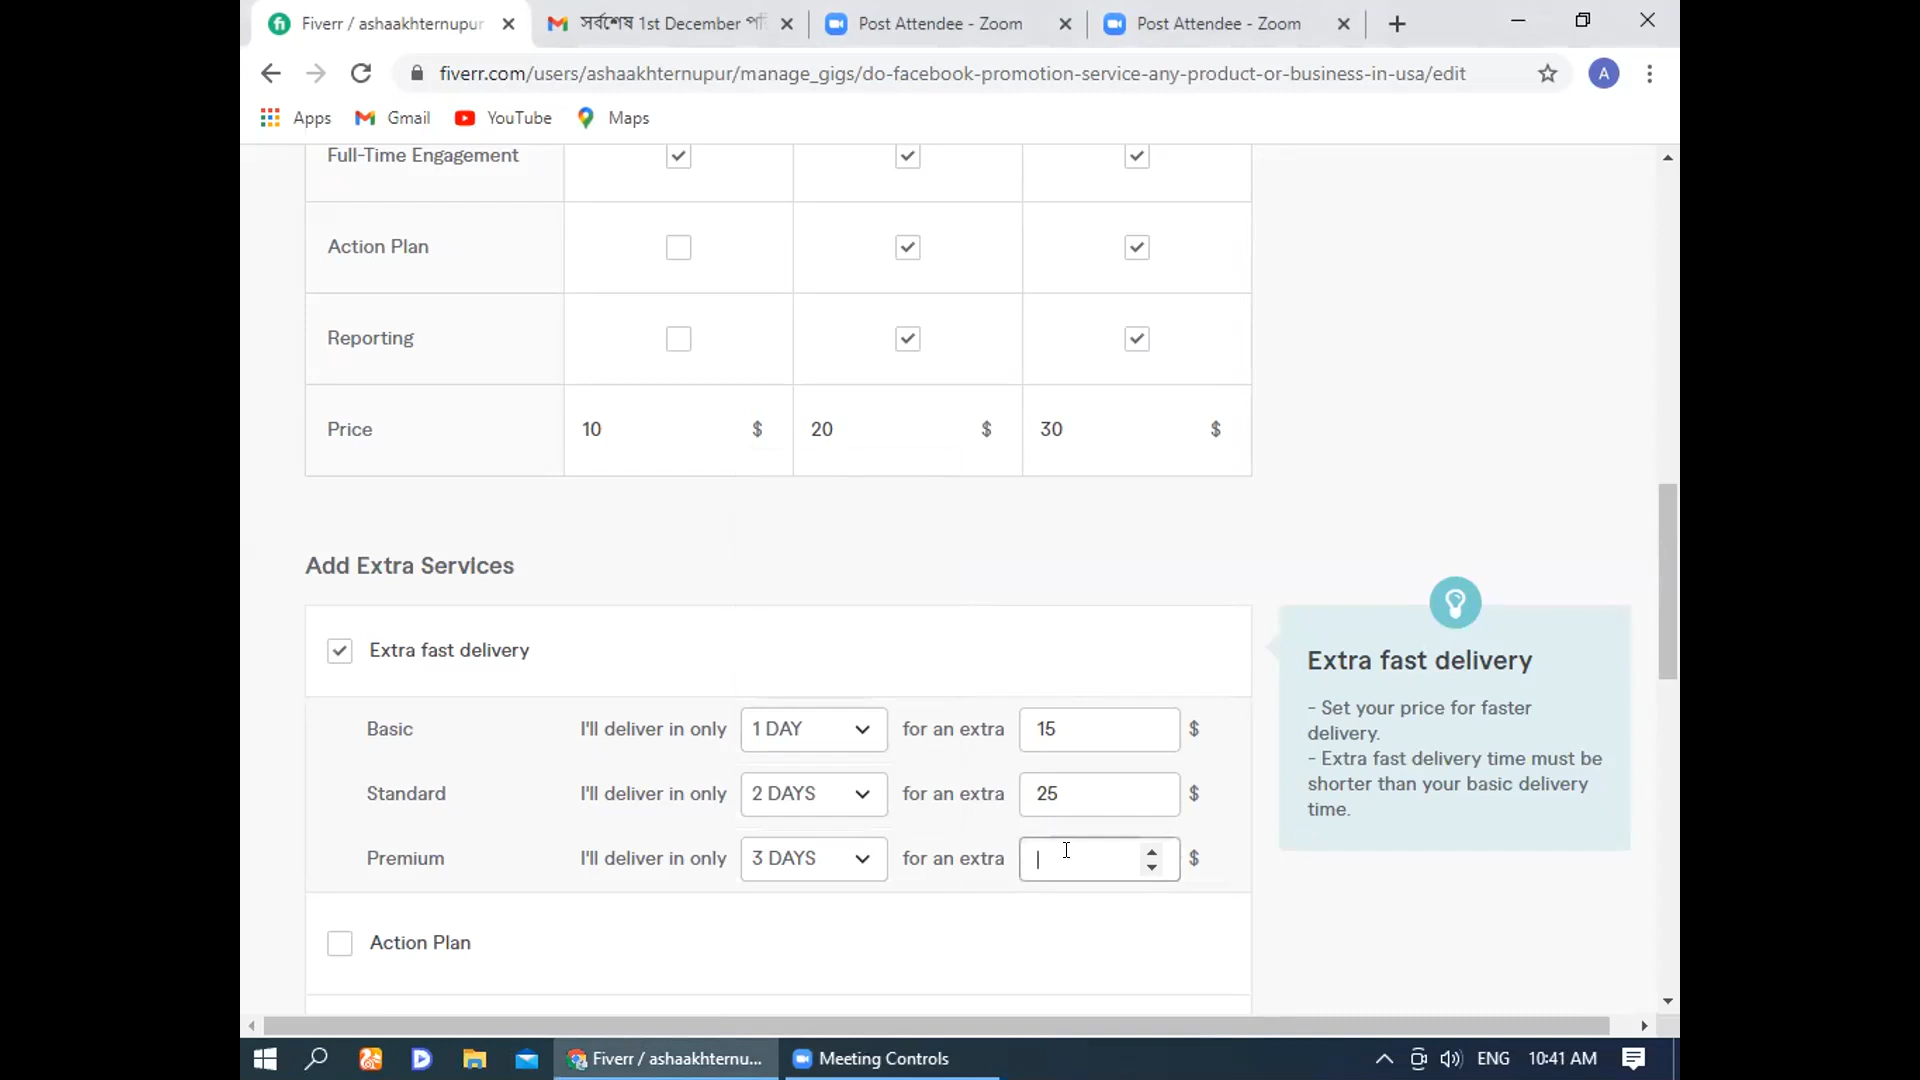 Fiverr / ashaakhternupur
সর্বশেষ 1st December
Post Attendee - Zoom
Post Attendee - Zoom
fiverr.com/users/ashaakhternupur/manage_gigs/do-facebook-promotion-service-any-product-or-business-in-usa/edit
A
Apps
Gmail
YouTube
Maps
Full-Time Engagement
Action Plan
Reporting
Price
10 $
20 $
30 $
Add Extra Services
Extra fast delivery
Basic I'll deliver in only 1 DAY for an extra 15 $
Standard I'll deliver in only 2 DAYS for an extra 25 $
Premium I'll deliver in only 3 DAYS for an extra $
Action Plan
Extra fast delivery
- Set your price for faster
delivery.
- Extra fast delivery time must be
shorter than your basic delivery
time.
Fiverr / ashaakhternu...
Meeting Controls
ENG
10:41 AM